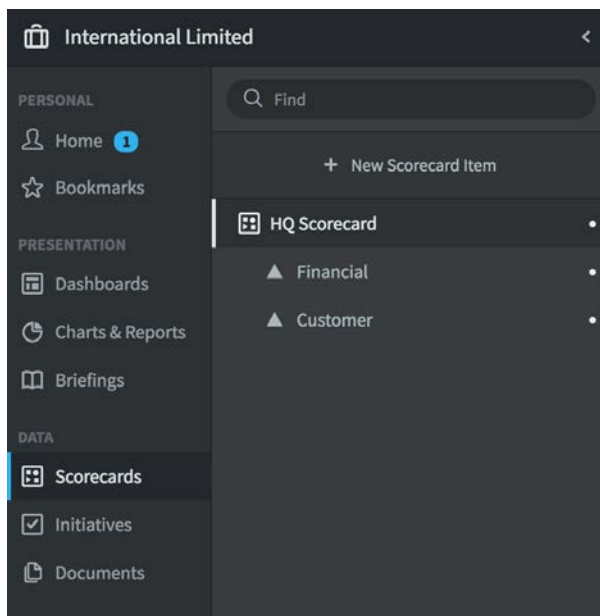 International Limited
PERSONAL
Home 1
Bookmarks
PRESENTATION
Dashboards
Charts & Reports
Briefings
DATA
Scorecards
Initiatives
Documents
Find
+ New Scorecard Item
HQ Scorecard
Financial
Customer